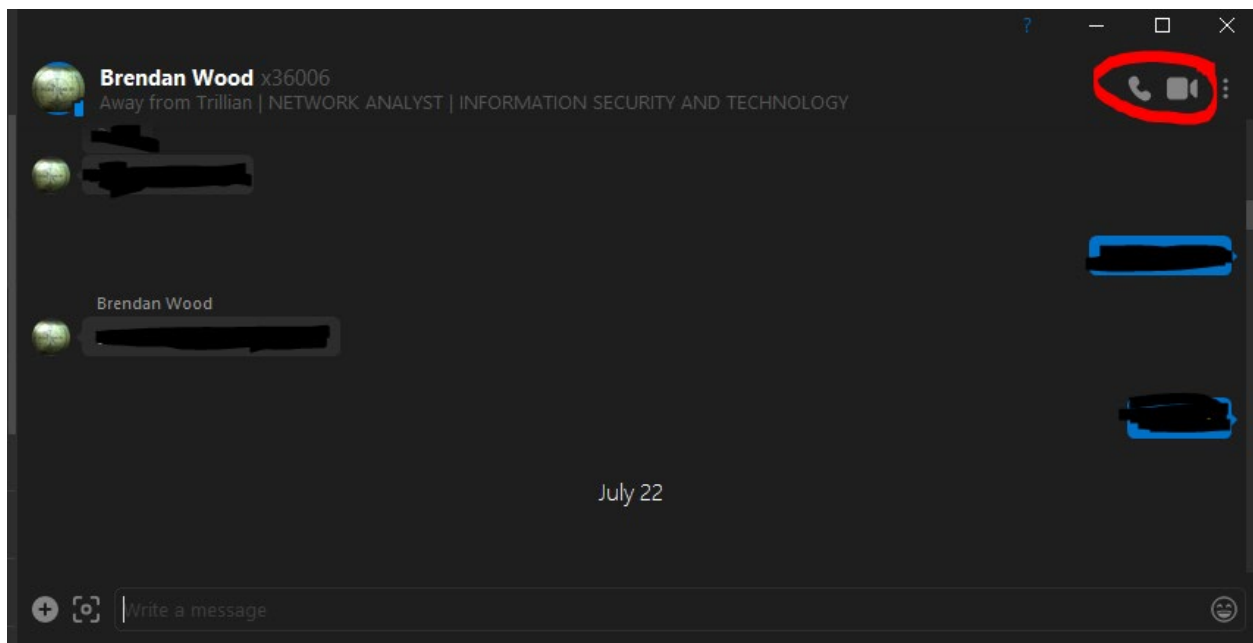 ?
Brendan Wood x36006
Away from Trillian | NETWORK ANALYST | INFORMATION SECURITY AND TECHNOLOGY
Brendan Wood
July 22
Write a message